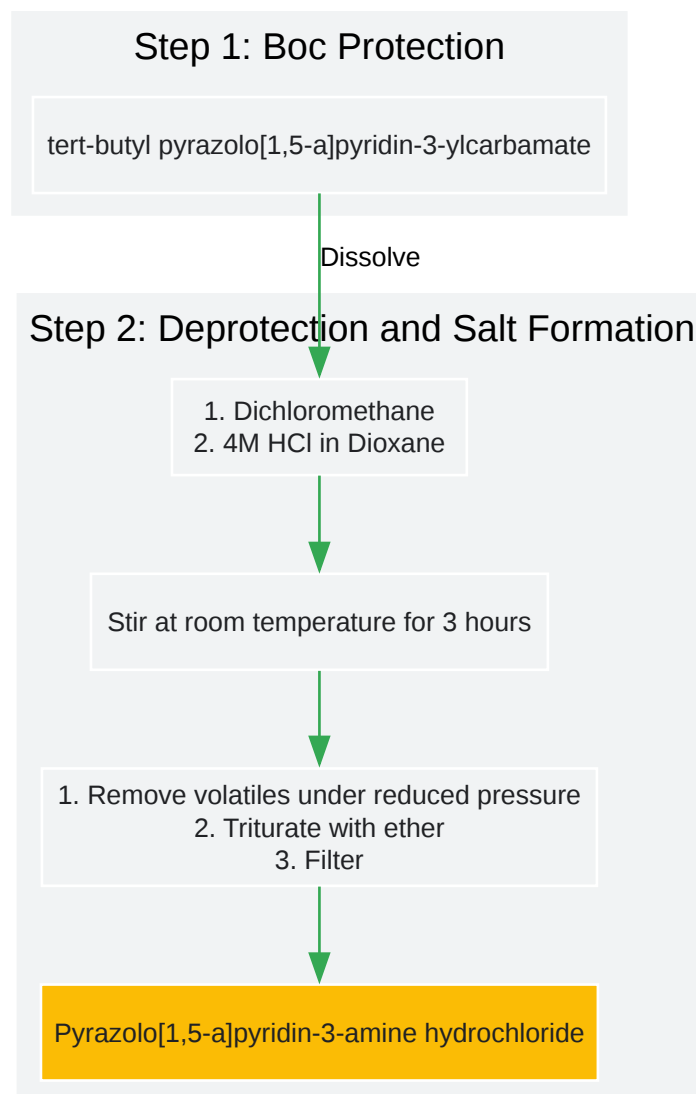 Step 1: Boc Protection
tert-butyl pyrazolo[1,5-a]pyridin-3-ylcarbamate
Dissolve
Step 2: Deprotection and Salt Formation
1. Dichloromethane
2. 4M HCl in Dioxane
Stir at room temperature for 3 hours
1. Remove volatiles under reduced pressure
2. Triturate with ether
3. Filter
Pyrazolo[1,5-a]pyridin-3-amine hydrochloride